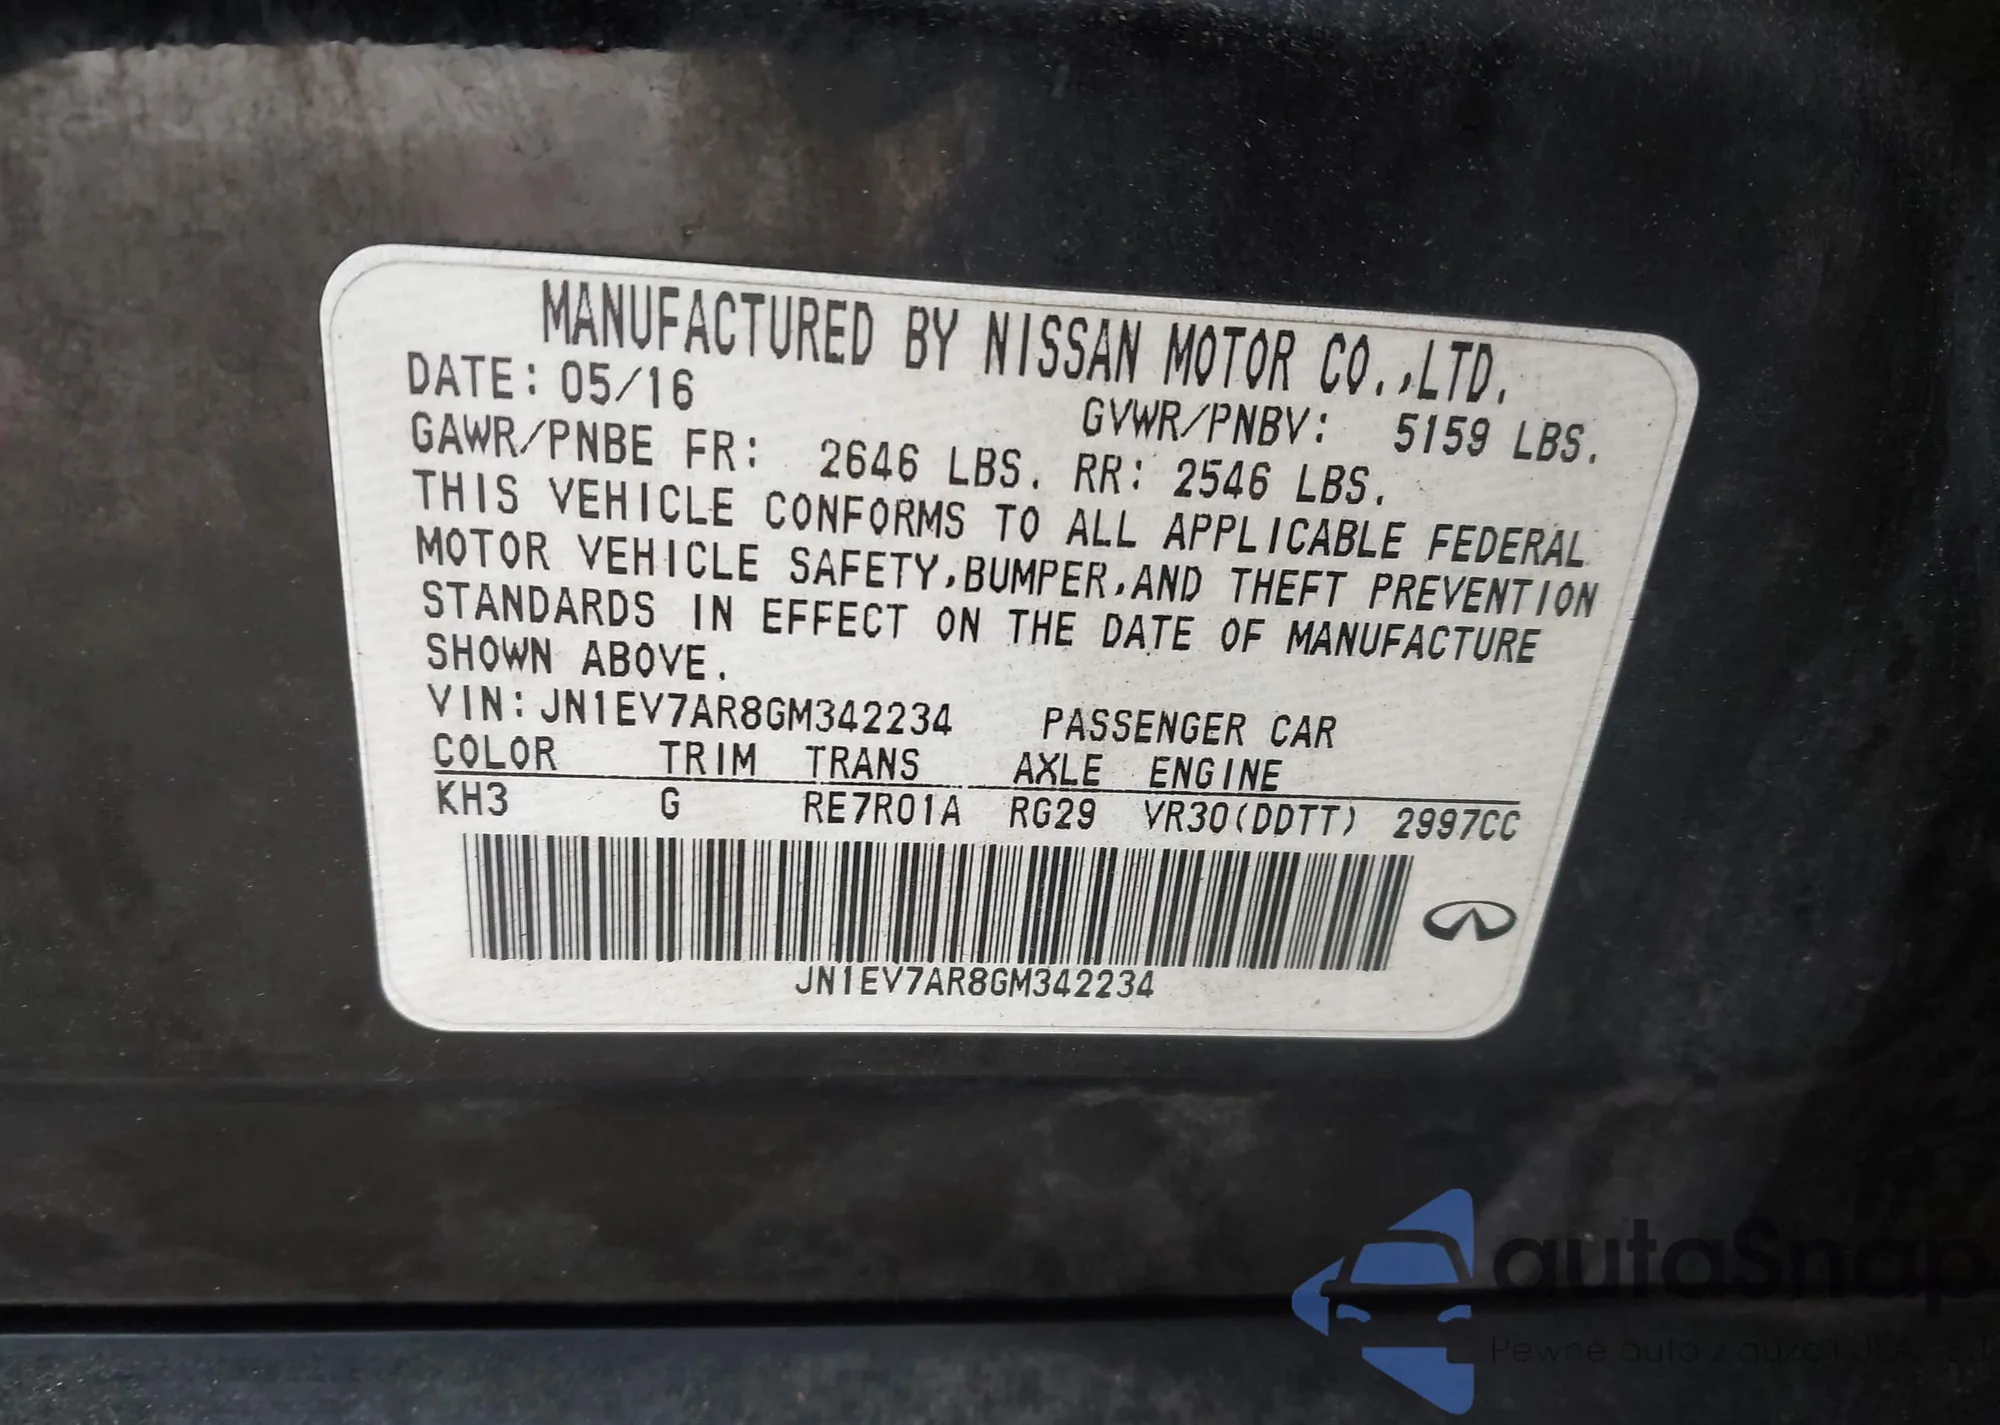 MANUFACTURED BY NISSAN MOTOR CO.,LTD.
DATE: 05/16 GVWR/PNBV: 5159 LBS.
GAWR/PNBE FR: 2646 LBS. RR: 2546 LBS.
THIS VEHICLE CONFORMS TO ALL APPLICABLE FEDERAL
MOTOR VEHICLE SAFETY,BUMPER,AND THEFT PREVENTION
STANDARDS IN EFFECT ON THE DATE OF MANUFACTURE
SHOWN ABOVE.
VIN: JN1EV7AR8GM342234 PASSENGER CAR
COLOR TRIM TRANS AXLE ENGINE
KH3 G RE7R01A RG29 VR30(DDTT) 2997CC
JN1EV7AR8GM342234
autaSnap
Pewne auta z